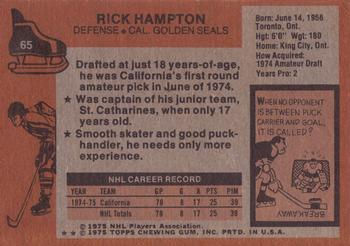 65
RICK HAMPTON
DEFENSE ★ CAL. GOLDEN SEALS
Drafted at just 18 years-of-age,
he was California's first round
amateur pick in June of 1974.
★ Was captain of his junior team,
St. Catharines, when only 17
years old.
★ Smooth skater and good puck-
handler, he needs only more
experience.
NHL CAREER RECORD
YEAR TEAM GP G A PTS PIM
1974-75 California 78 8 17 25 39
NHL Totals 78 8 17 25 39
© 1975 NHL Players Association.
★★ © 1975 TOPPS CHEWING GUM, INC. PRTD. IN U.S.A.
Born: June 14, 1956
Toronto, Ont.
Hgt: 6'0" Wgt: 180
Home: King City, Ont.
How Acquired:
1974 Amateur Draft
Years Pro: 2
WHEN NO OPPONENT
IS BETWEEN PUCK
CARRIER AND GOAL,
IT IS CALLED?
BREAKAWAY